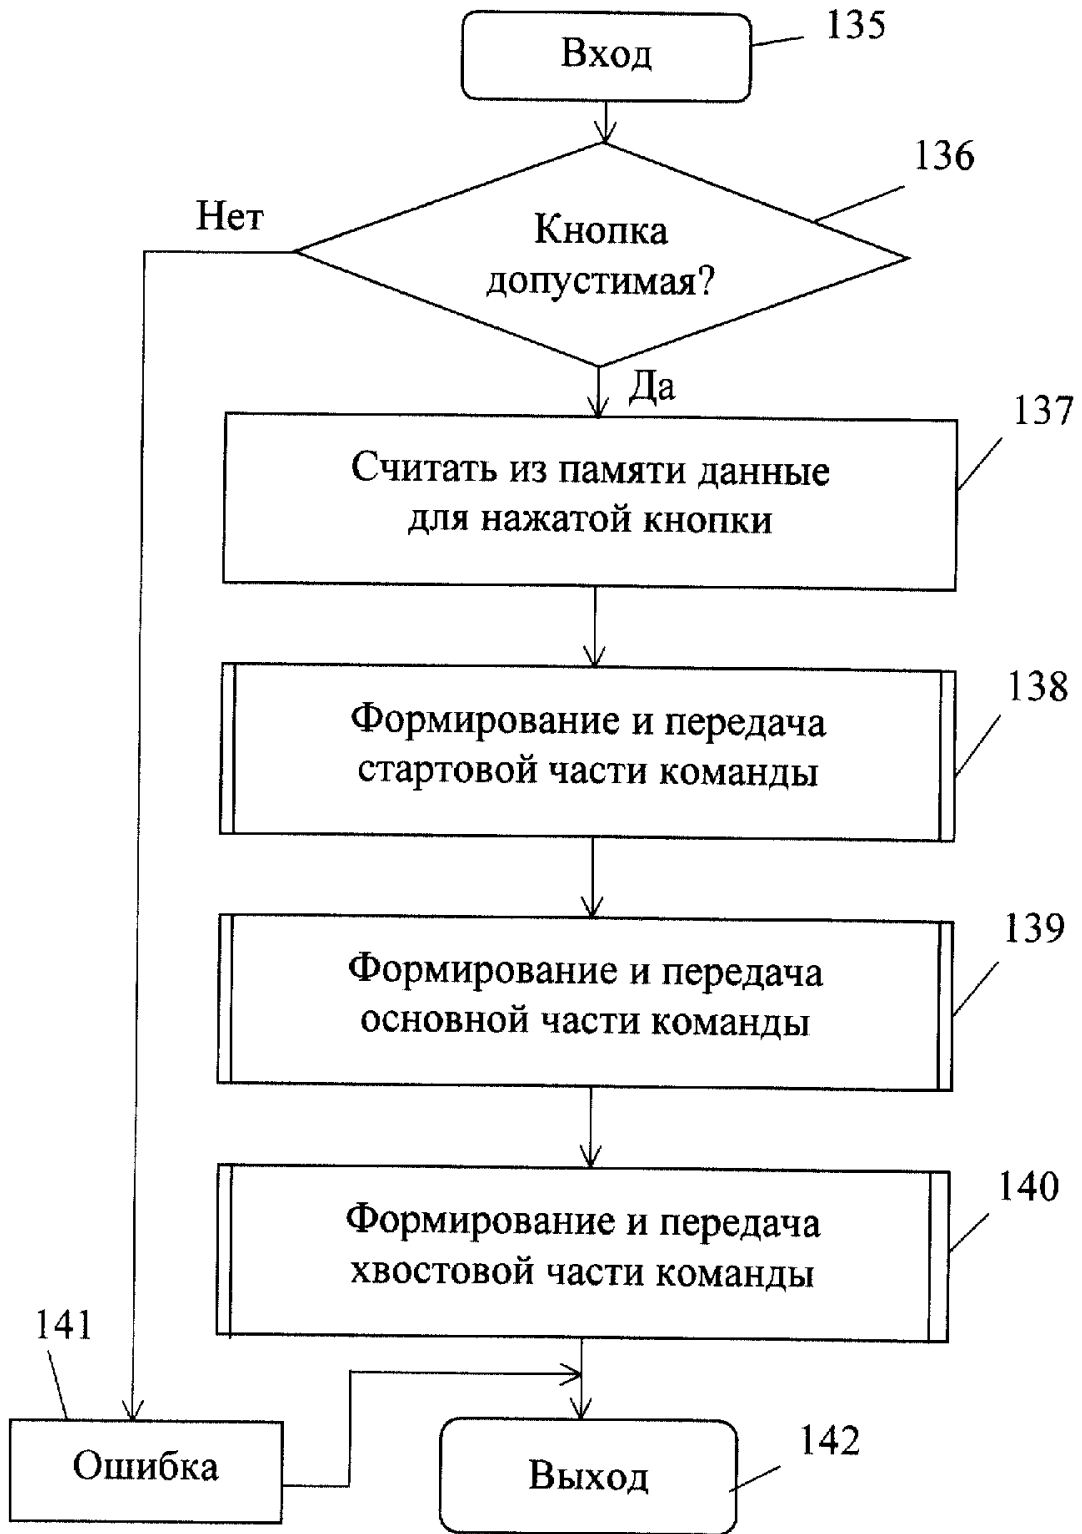 Вход
135
136
Нет
Кнопка
допустимая?
Да
137
Считать из памяти данные
для нажатой кнопки
138
Формирование и передача
стартовой части команды
139
Формирование и передача
основной части команды
140
Формирование и передача
хвостовой части команды
141
Ошибка
142
Выход